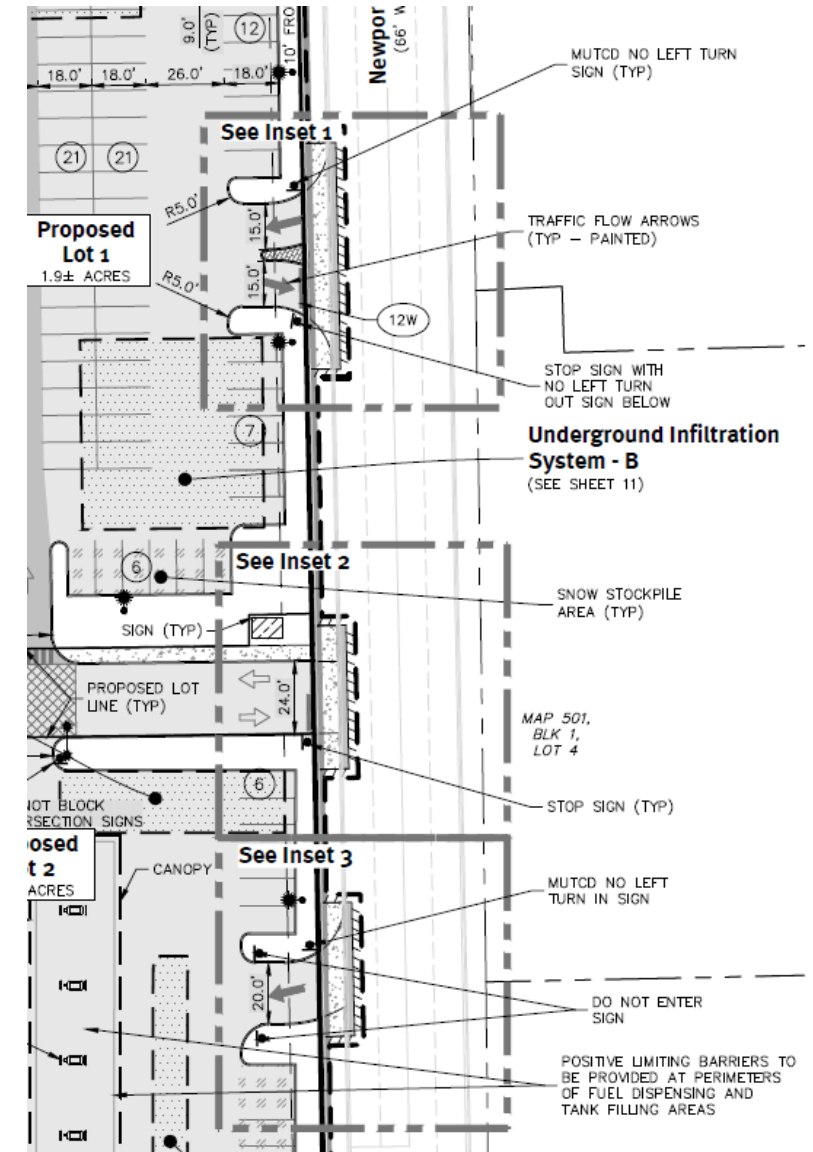 9.0'
(TYP)
12
10' FRO
Newpor
(66' W
MUTCD NO LEFT TURN
SIGN (TYP)
18.0'
18.0'
26.0'
18.0'
See Inset 1
21
21
R5.0'
15.0'
TRAFFIC FLOW ARROWS
(TYP – PAINTED)
Proposed
Lot 1
1.9± ACRES
R5.0'
15.0'
12W
STOP SIGN WITH
NO LEFT TURN
OUT SIGN BELOW
7
Underground Infiltration
System - B
(SEE SHEET 11)
See Inset 2
6
SNOW STOCKPILE
AREA (TYP)
SIGN (TYP)
PROPOSED LOT
LINE (TYP)
24.0'
MAP 501,
BLK 1,
LOT 4
6
STOP SIGN (TYP)
NOT BLOCK
RSECTION SIGNS
posed
t 2
ACRES
CANOPY
See Inset 3
MUTCD NO LEFT
TURN IN SIGN
20.0'
DO NOT ENTER
SIGN
POSITIVE LIMITING BARRIERS TO
BE PROVIDED AT PERIMETERS
OF FUEL DISPENSING AND
TANK FILLING AREAS